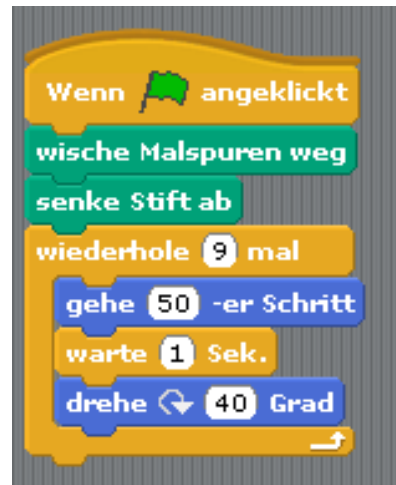 Wenn angeklickt
wische Malspuren weg
senke Stift ab
wiederhole 9 mal
gehe 50 -er Schritt
warte 1 Sek.
drehe 40 Grad